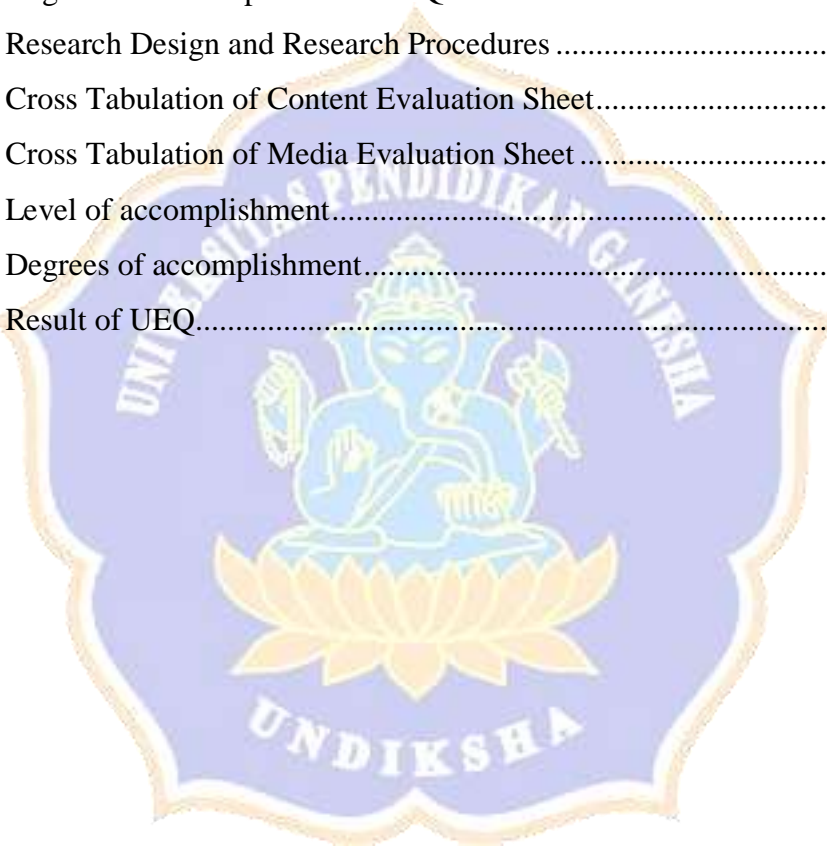 Research Design and Research Procedures ................................
Cross Tabulation of Content Evaluation Sheet...........................
Cross Tabulation of Media Evaluation Sheet .............................
Level of accomplishment..........................................................
Degrees of accomplishment.....................................................
Result of UEQ...........................................................................
UNIVERSITAS PENDIDIKAN GANESHA
UNDIKSHA